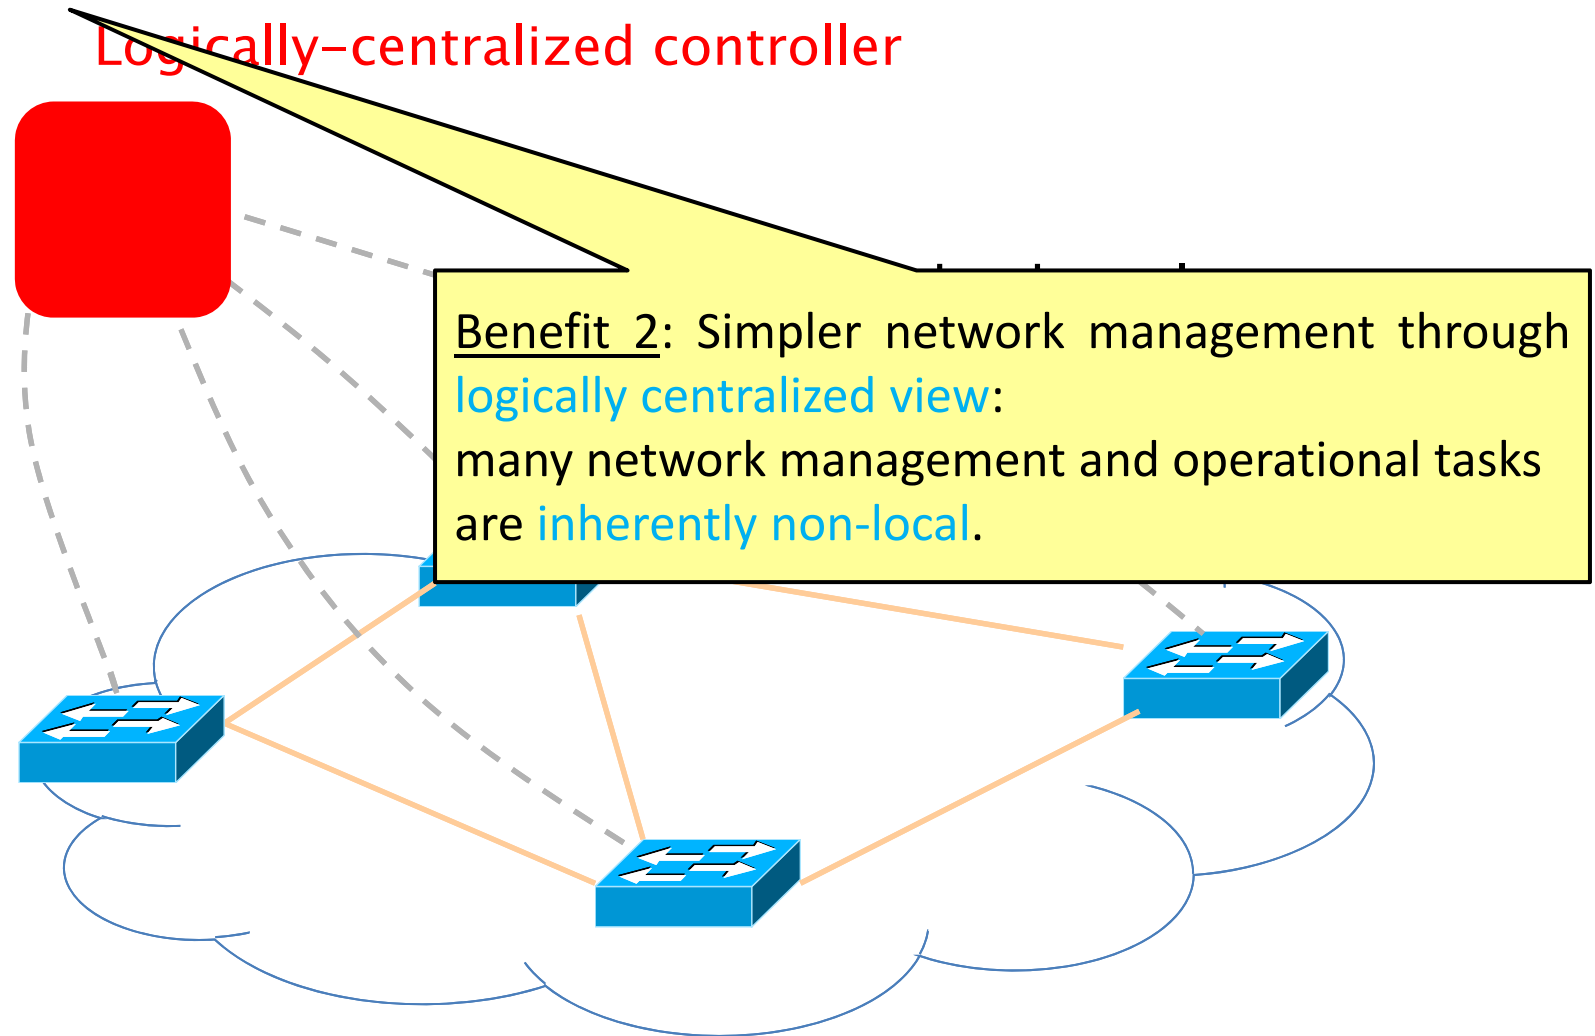 Logically-centralized controller
Benefit 2: Simpler network management through
logically centralized view:
many network management and operational tasks
are inherently non-local.